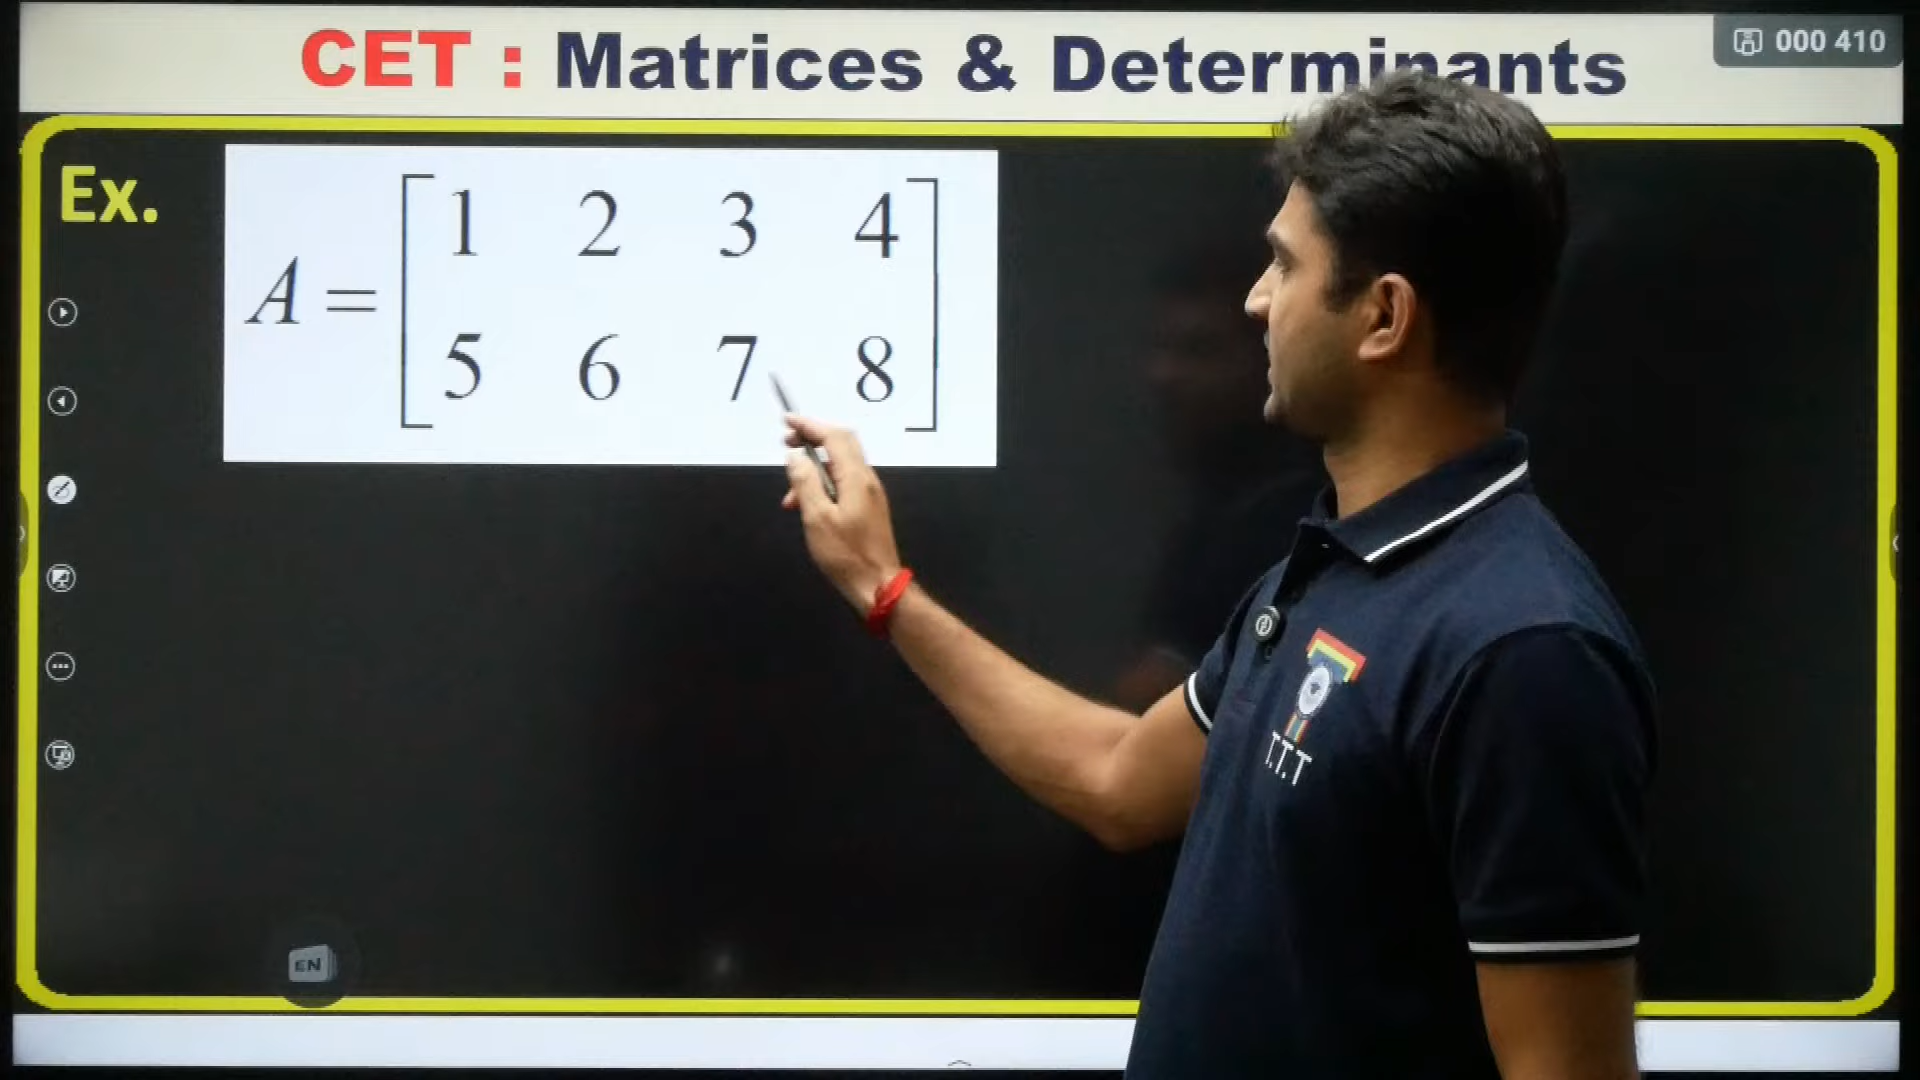 CET : Matrices & Determinants
000 410
Ex.
A = [1 2 3 4
5 6 7 8]
T.T.T
EN